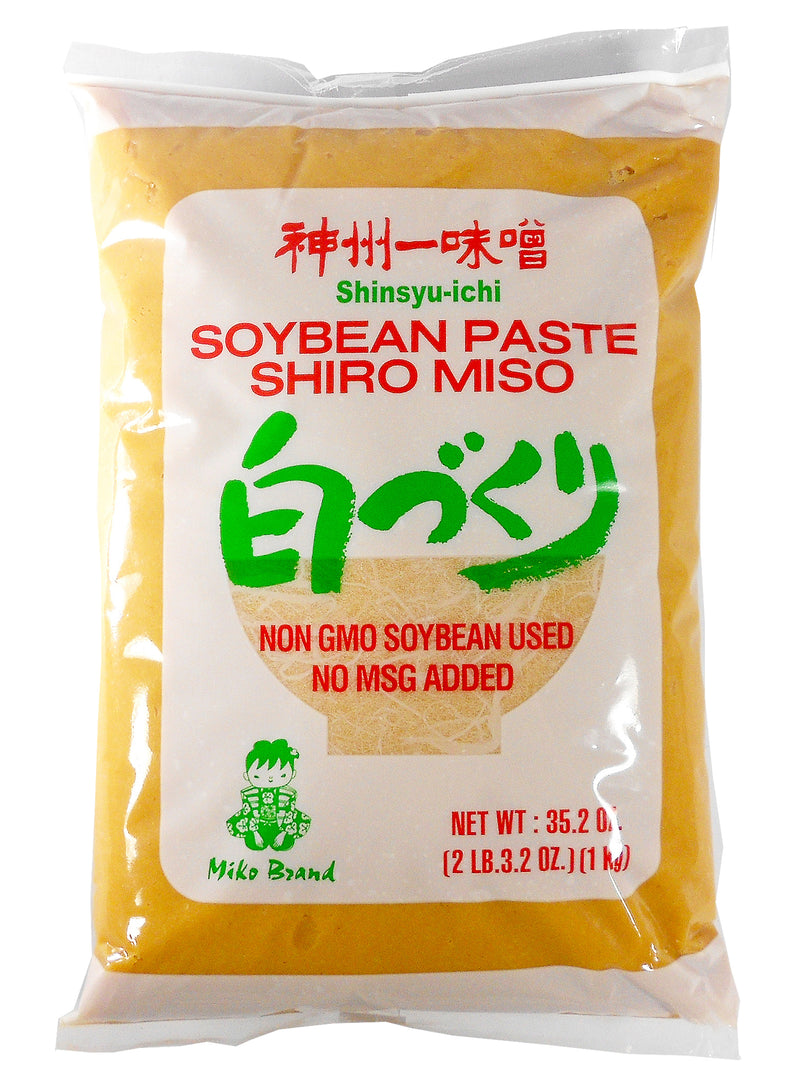 神州一味噌
Shinsyu-ichi
SOYBEAN PASTE
SHIRO MISO
白づくり
NON GMO SOYBEAN USED
NO MSG ADDED
Miko Brand
NET WT : 35.2 OZ.
(2 LB.3.2 OZ.) (1 Kg)